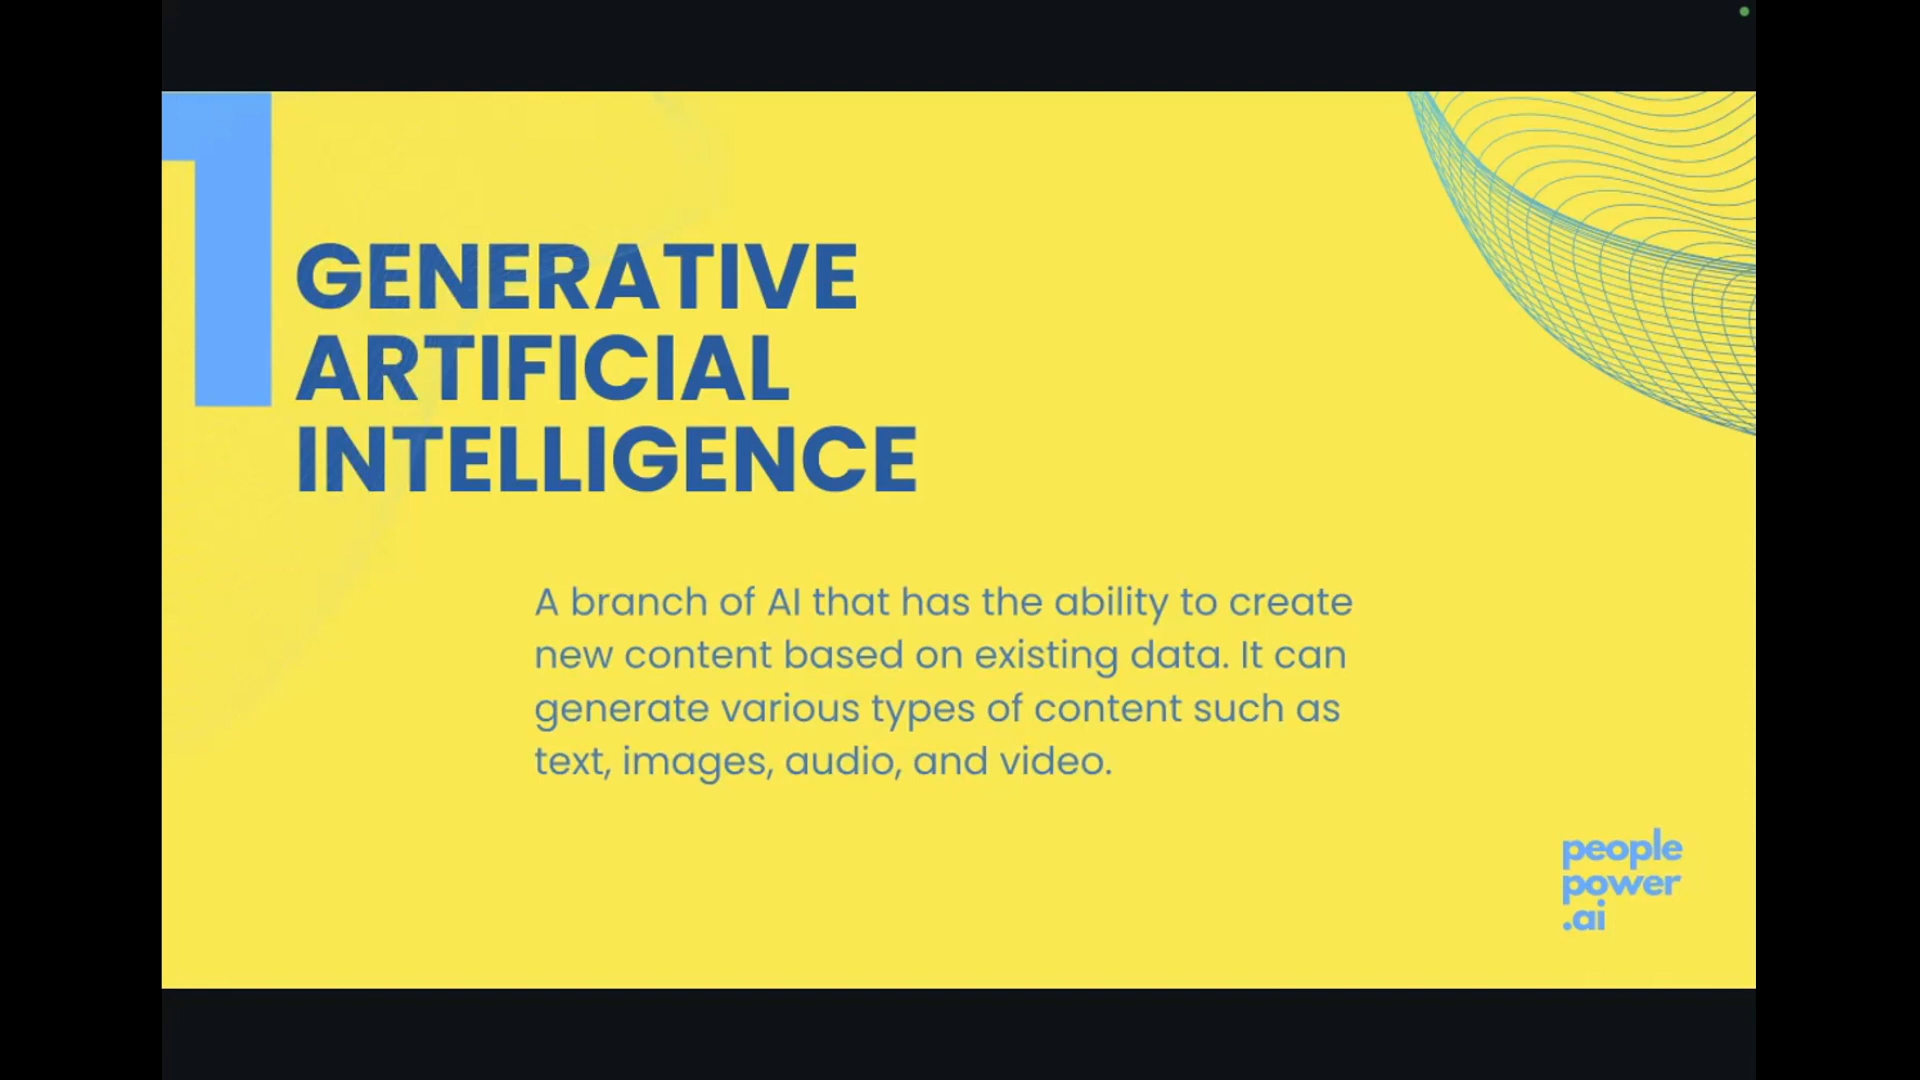 1
GENERATIVE
ARTIFICIAL
INTELLIGENCE
A branch of AI that has the ability to create
new content based on existing data. It can
generate various types of content such as
text, images, audio, and video.
people
power
.ai